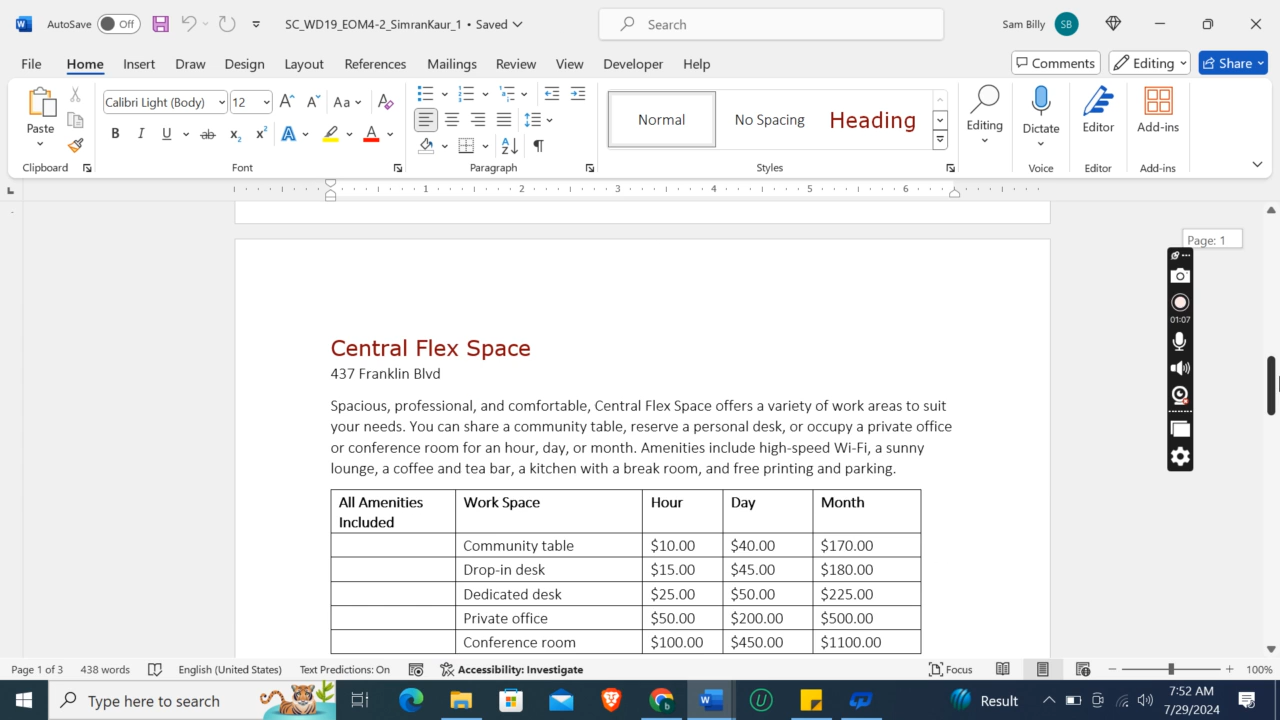 AutoSave Off SC_WD19_EOM4-2_SimranKaur_1 • Saved Search Sam Billy SB
File Home Insert Draw Design Layout References Mailings Review View Developer Help Comments Editing Share
Paste Calibri Light (Body) 12 Aa Normal No Spacing Heading Editing Dictate Editor Add-ins
Clipboard Font Paragraph Styles Voice Editor Add-ins
1 2 3 4 5 6
Page: 1
01:07
Central Flex Space
437 Franklin Blvd
Spacious, professional, and comfortable, Central Flex Space offers a variety of work areas to suit
your needs. You can share a community table, reserve a personal desk, or occupy a private office
or conference room for an hour, day, or month. Amenities include high-speed Wi-Fi, a sunny
lounge, a coffee and tea bar, a kitchen with a break room, and free printing and parking.
All Amenities Work Space Hour Day Month
Included
Community table $10.00 $40.00 $170.00
Drop-in desk $15.00 $45.00 $180.00
Dedicated desk $25.00 $50.00 $225.00
Private office $50.00 $200.00 $500.00
Conference room $100.00 $450.00 $1100.00
Page 1 of 3 438 words English (United States) Text Predictions: On Accessibility: Investigate Focus 100%
Type here to search Result 7:52 AM
7/29/2024